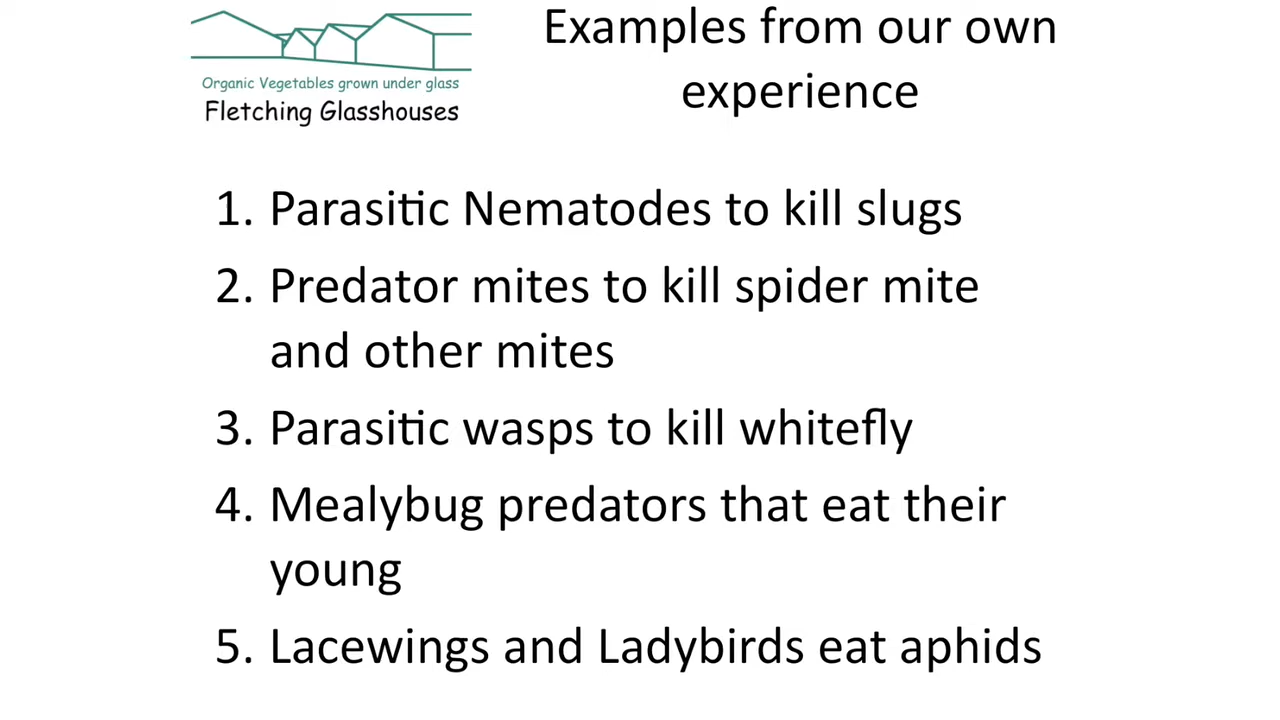 Examples from our own
experience
Organic Vegetables grown under glass
Fletching Glasshouses
1. Parasitic Nematodes to kill slugs
2. Predator mites to kill spider mite
and other mites
3. Parasitic wasps to kill whitefly
4. Mealybug predators that eat their
young
5. Lacewings and Ladybirds eat aphids